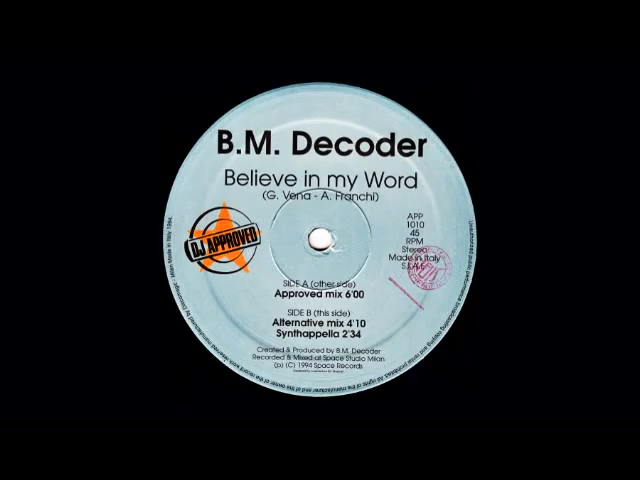 B.M. Decoder
Believe in my Word
(G. Vena - A. Franchi)
DJ APPROVED
APP
1010
45
RPM
Stereo
Made in Italy
S.I.A.E.
SIDE A (other side)
Approved mix 6'00
SIDE B (this side)
Alternative mix 4'10
Synthappella 2'34
Created & Produced by B.M. Decoder
Recorded & Mixed at Space Studio Milan.
(p) (C) 1994 Space Records